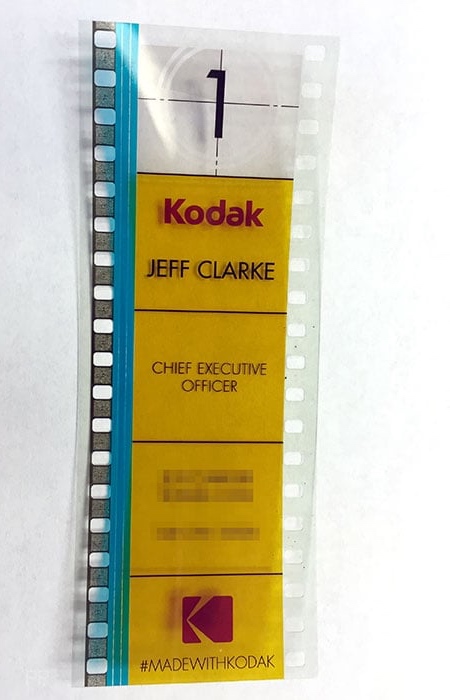 1
Kodak
JEFF CLARKE
CHIEF EXECUTIVE
OFFICER
K
#MADEWITHKODAK